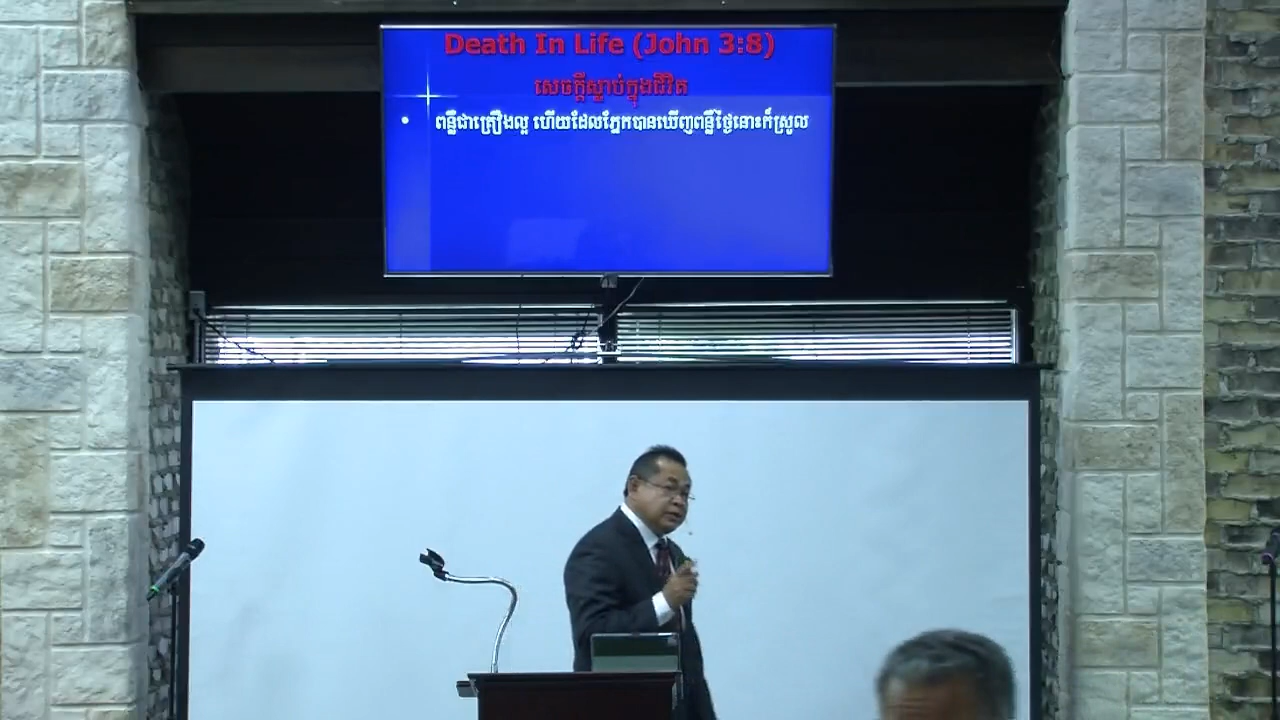 Death In Life (John 3:8)
សេចក្ដីស្លាប់ក្នុងជីវិត
• ពន្លឺជាគ្រឿងល្អ ហើយដែលភ្នែកបានឃើញពន្លឺថ្ងៃនោះក៏ស្រួល